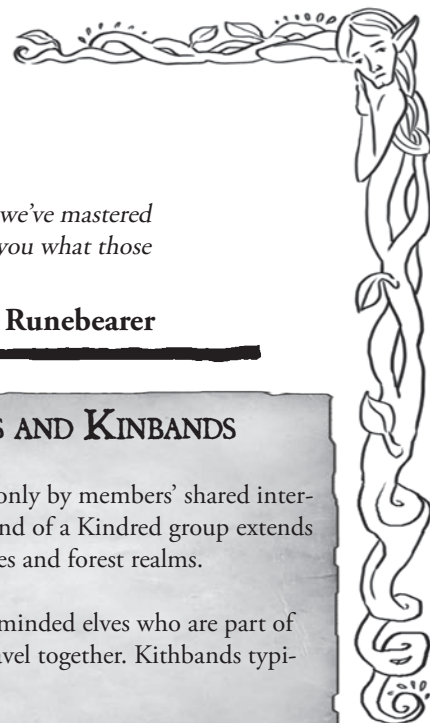 we've mastered
you what those
Runebearer
S AND KINBANDS
only by members' shared inter-
nd of a Kindred group extends
es and forest realms.
minded elves who are part of
avel together. Kithbands typi-